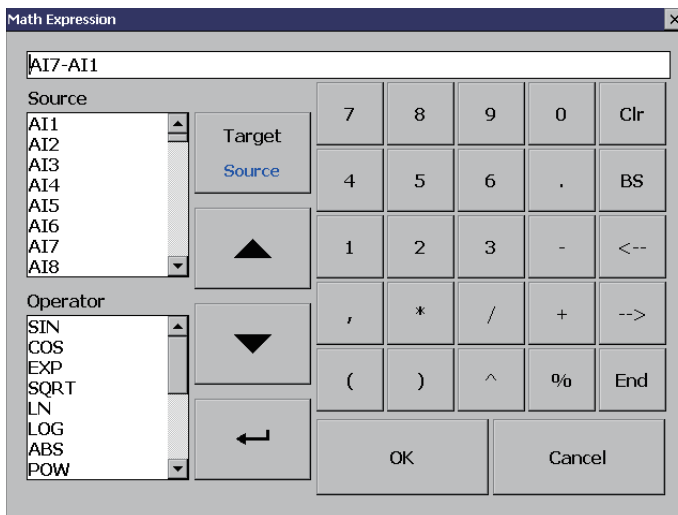 Math Expression
AI7-AI1
Source
AI1
AI2
AI3
AI4
AI5
AI6
AI7
AI8
Target
Source
7 8 9 0 Clr
4 5 6 . BS
1 2 3 - <--
, * / + -->
( ) ^ % End
Operator
SIN
COS
EXP
SQRT
LN
LOG
ABS
POW
OK Cancel